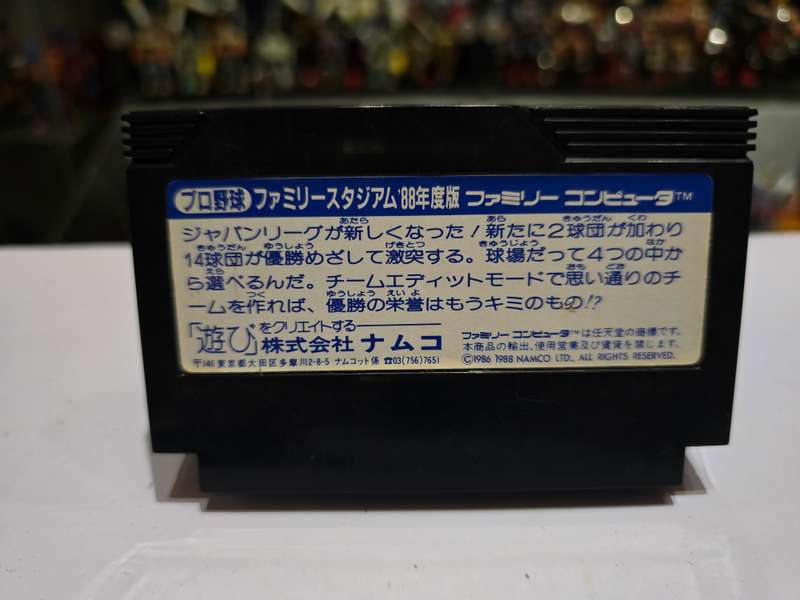 プロ野球 ファミリースタジアム'88年度版 ファミリー コンピュータ™
ジャパンリーグが新しくなった!新たに2球団が加わり
14球団が優勝めざして激突する。球場だって4つの中か
ら選べるんだ。チームエディットモードで思い通りのチ
ームを作れば、優勝の栄誉はもうキミのもの!?
「遊び」をクリエイトする
株式会社 ナムコ
〒146 東京都大田区多摩川2-8-5 ナムコット係 ☎03(756)7651
ファミリー コンピュータ™は任天堂の商標です。
本商品の輸出、使用営業及び賃貸を禁じます。
©1986 1988 NAMCO LTD., ALL RIGHTS RESERVED.